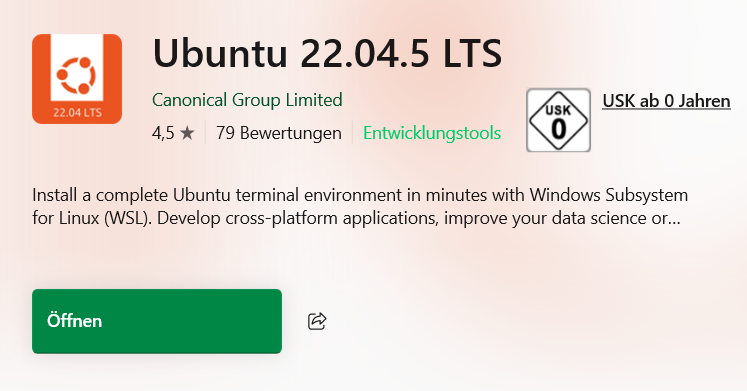 Ubuntu 22.04.5 LTS
22.04 LTS
Canonical Group Limited
USK
0
USK ab 0 Jahren
4,5 ★ 79 Bewertungen Entwicklungstools
Install a complete Ubuntu terminal environment in minutes with Windows Subsystem
for Linux (WSL). Develop cross-platform applications, improve your data science or…
Öffnen